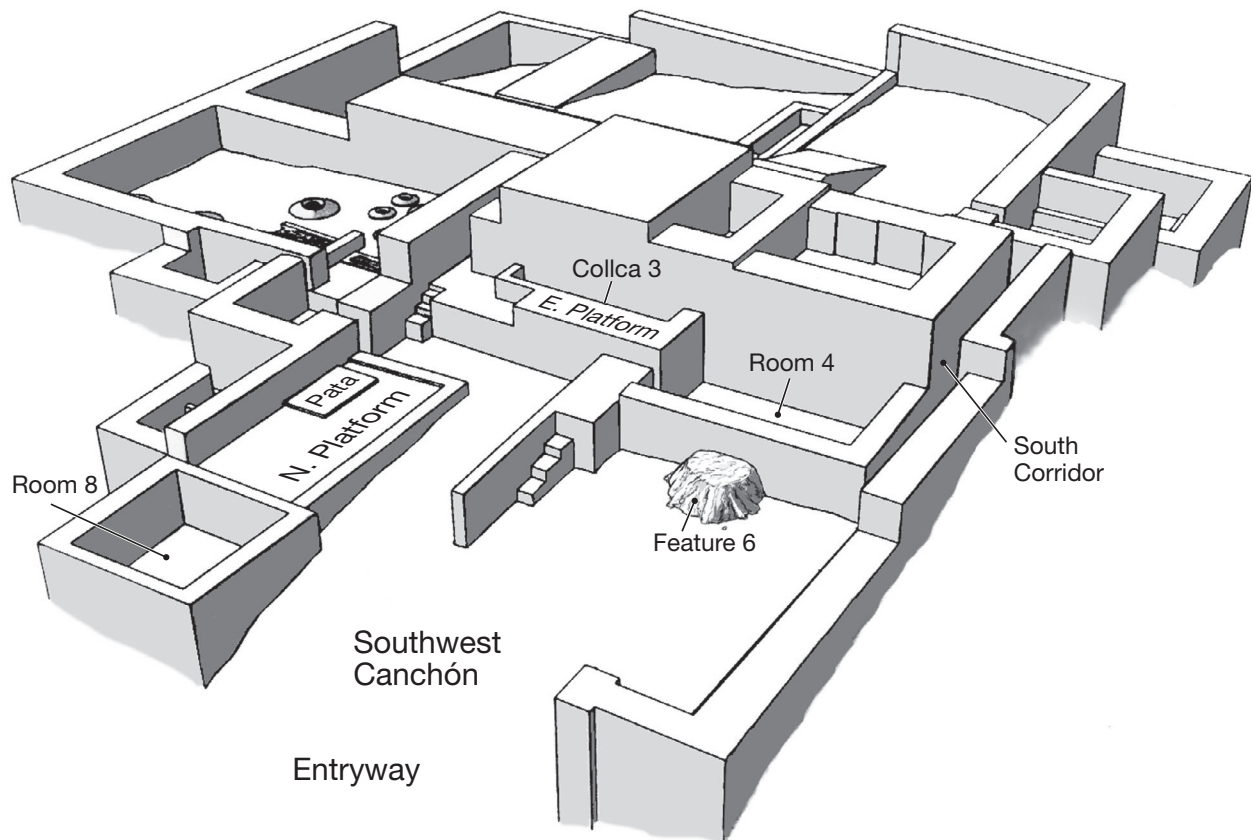 Collca 3
E. Platform
Room 4
Pata
N. Platform
South
Corridor
Room 8
Feature 6
Southwest
Canchón
Entryway